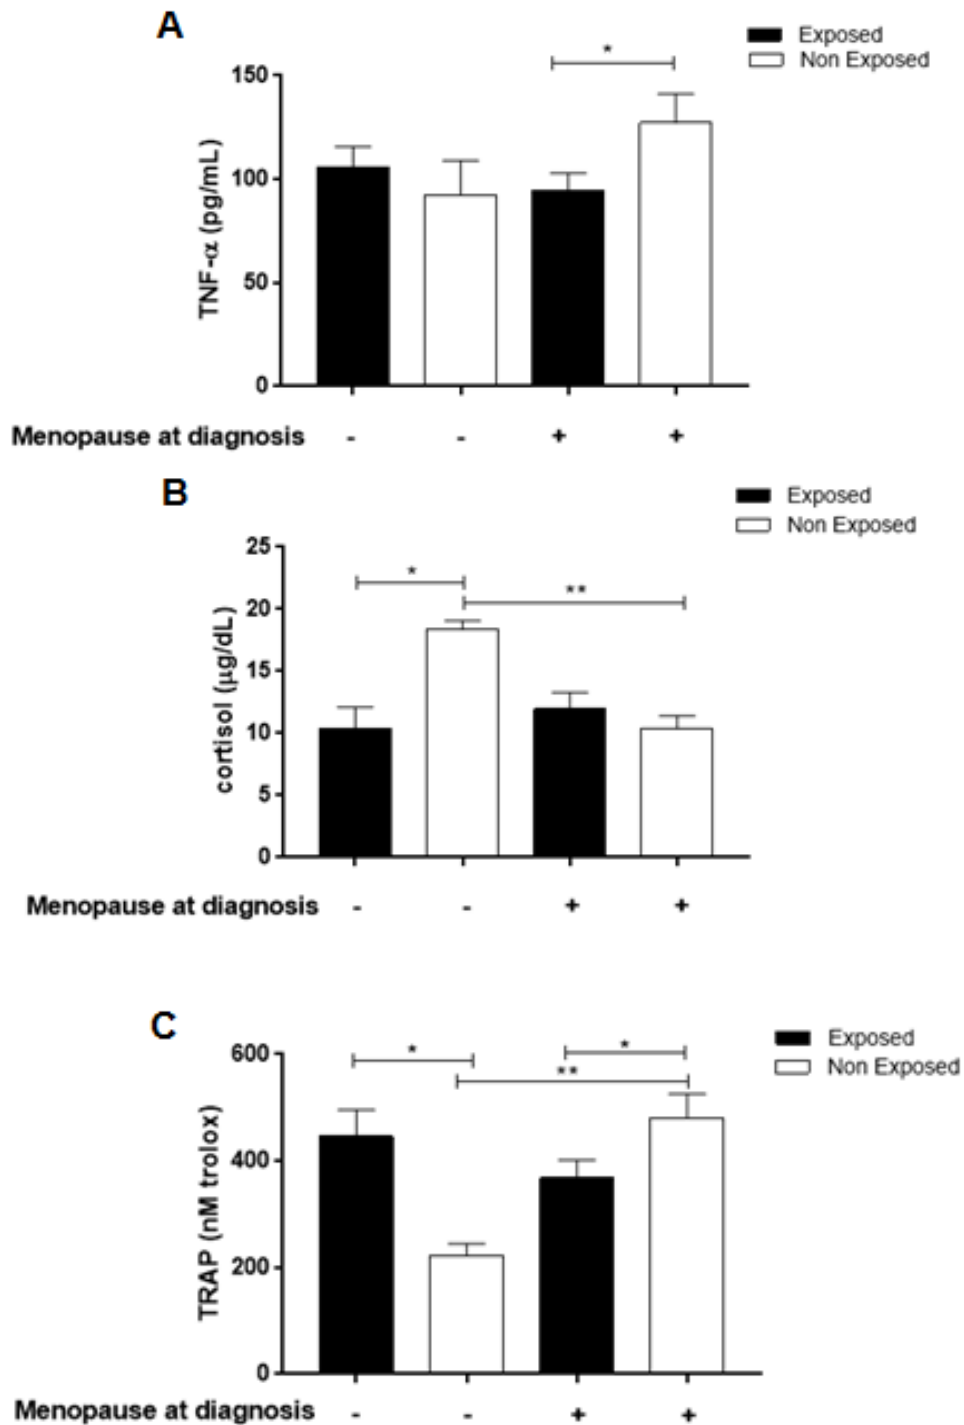 A
Exposed
Non Exposed
*
150
100
50
0
TNF-α (pg/mL)
Menopause at diagnosis - - + +
B
Exposed
Non Exposed
25
20
15
10
5
0
*
**
cortisol (μg/dL)
Menopause at diagnosis - - + +
C
Exposed
Non Exposed
600
400
200
0
*
*
**
TRAP (nM trolox)
Menopause at diagnosis - - + +